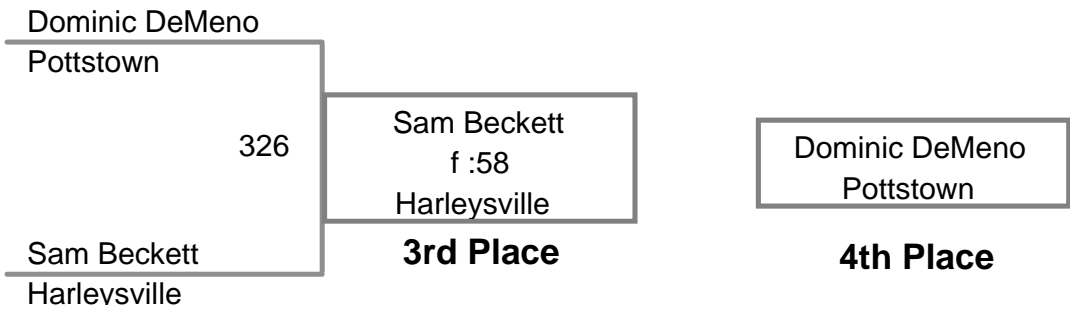 Dominic DeMeno
Pottstown
326
Sam Beckett
Harleysville
Sam Beckett
f :58
Harleysville
3rd Place
Dominic DeMeno
Pottstown
4th Place